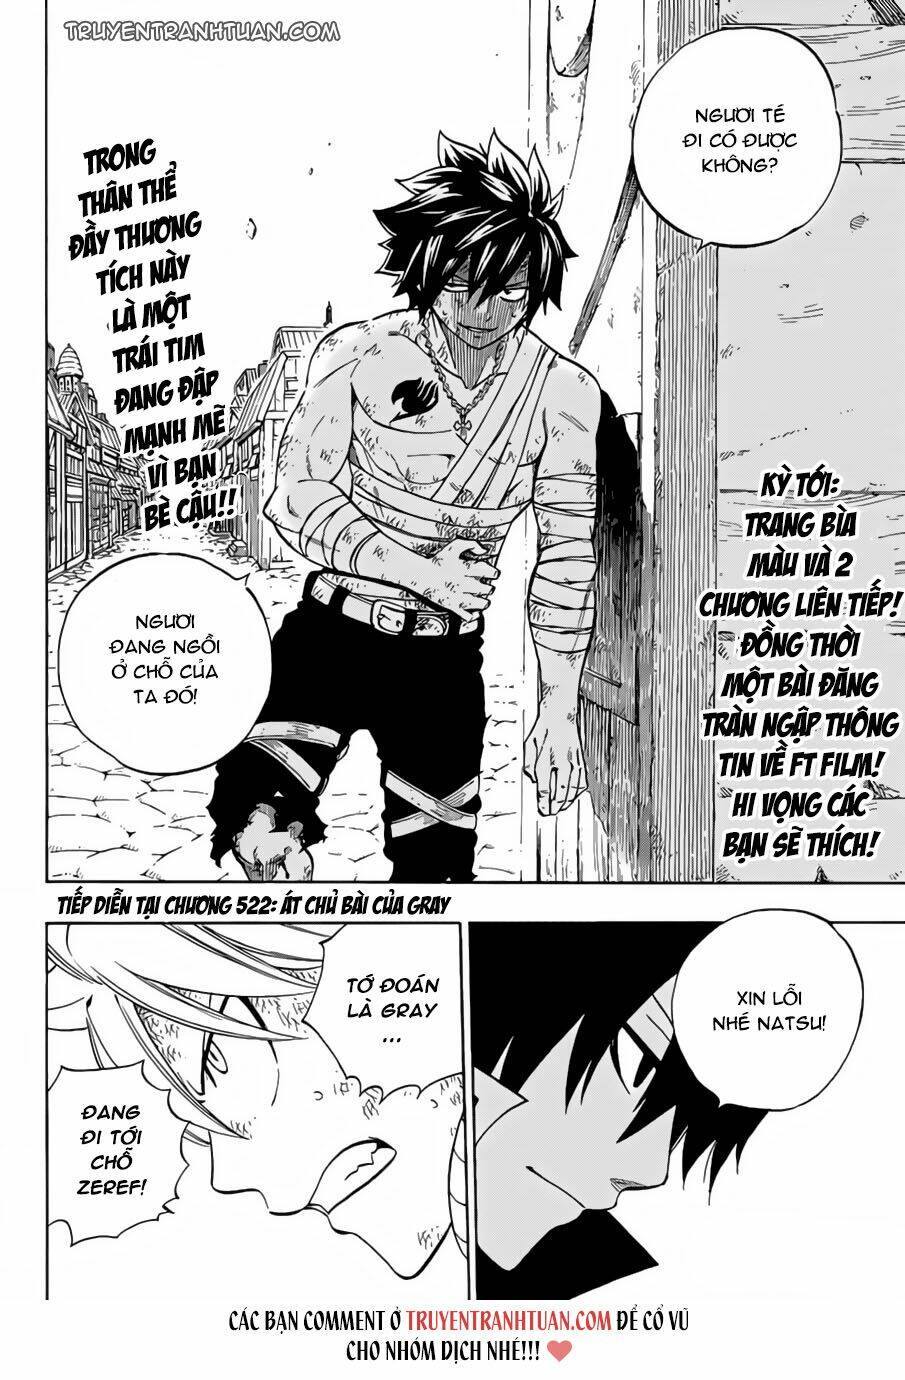 TRUYENTRANHTUAN.COM
NGƯƠI TÉ
ĐI CÓ ĐƯỢC
KHÔNG?
TRONG
THÂN THỂ
ĐẦY THƯƠNG
TÍCH NÀY
LÀ MỘT
TRÁI TIM
ĐANG ĐẬP
MẠNH MẼ
VÌ BẠN
BÈ CẬU!!
KỲ TỚI:
TRANG BÌA
MÀU VÀ 2
CHƯƠNG LIÊN TIẾP!
ĐỒNG THỜI
MỘT BÀI ĐĂNG
TRÀN NGẬP THÔNG
TIN VỀ FT FILM!
HI VỌNG CÁC
BẠN SẼ THÍCH!
NGƯƠI
ĐANG NGỒI
Ở CHỖ CỦA
TA ĐÓ!
TIẾP DIỄN TẠI CHƯƠNG 522: ÁT CHỦ BÀI CỦA GRAY
XIN LỖI
NHÉ NATSU!
TỚ ĐOÁN
LÀ GRAY
...
ĐANG
ĐI TỚI
CHỖ
ZEREF!
CÁC BẠN COMMENT Ở TRUYENTRANHTUAN.COM ĐỂ CỔ VŨ
CHO NHÓM DỊCH NHÉ!!! ❤